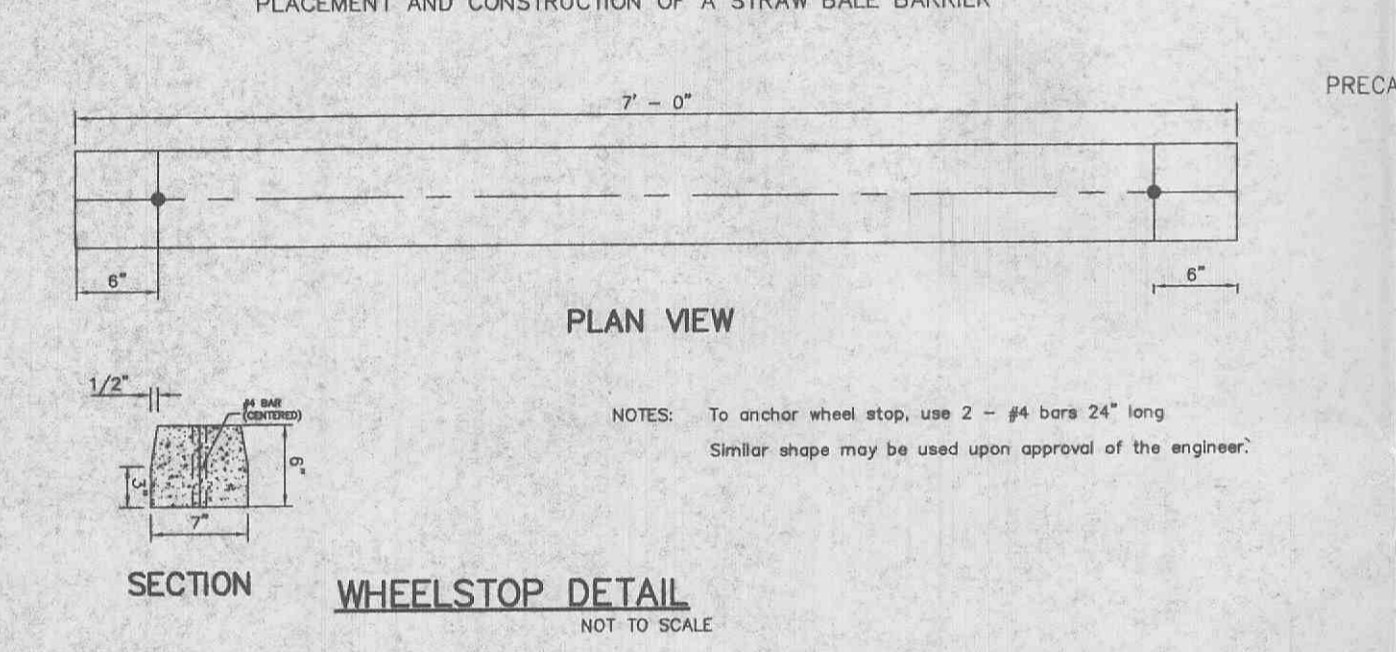 PLACEMENT AND CONSTRUCTION OF A STRAW BALE BARRIER
PRECA
7' - 0"
6"
6"
PLAN VIEW
1/2"
#4 BAR
(CENTERED)
6"
3"
7"
NOTES: To anchor wheel stop, use 2 - #4 bars 24" long
Similar shape may be used upon approval of the engineer.
SECTION
WHEELSTOP DETAIL
NOT TO SCALE